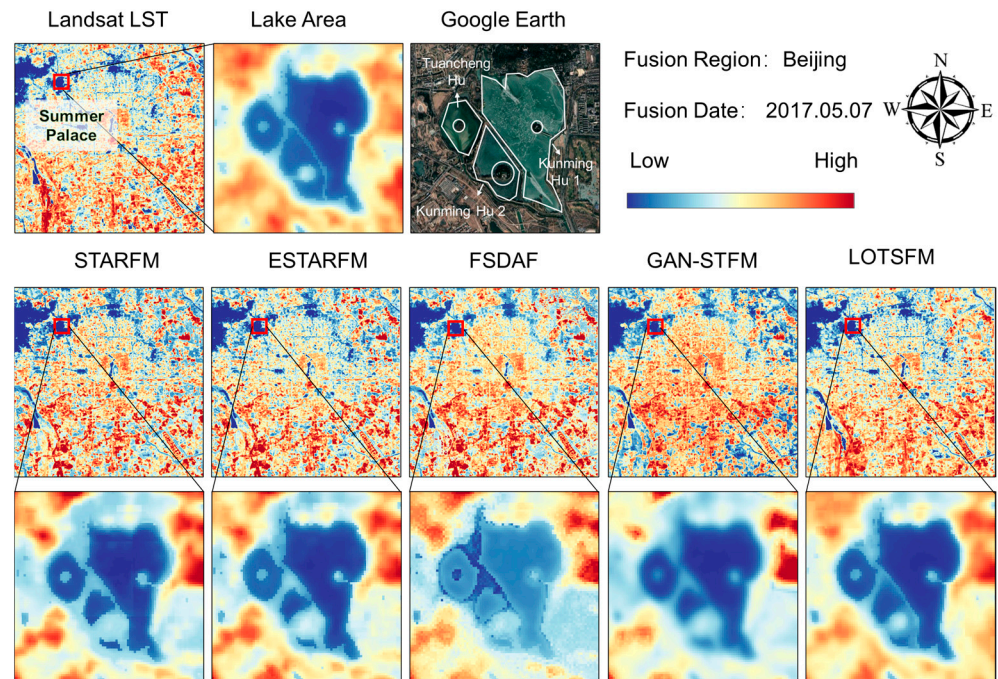 Landsat LST
Lake Area
Google Earth
Summer
Palace
Tuancheng
Hu
Kunming
Hu 1
Kunming Hu 2
Fusion Region: Beijing
Fusion Date: 2017.05.07
N
W
E
S
Low
High
STARFM
ESTARFM
FSDAF
GAN-STFM
LOTSFM